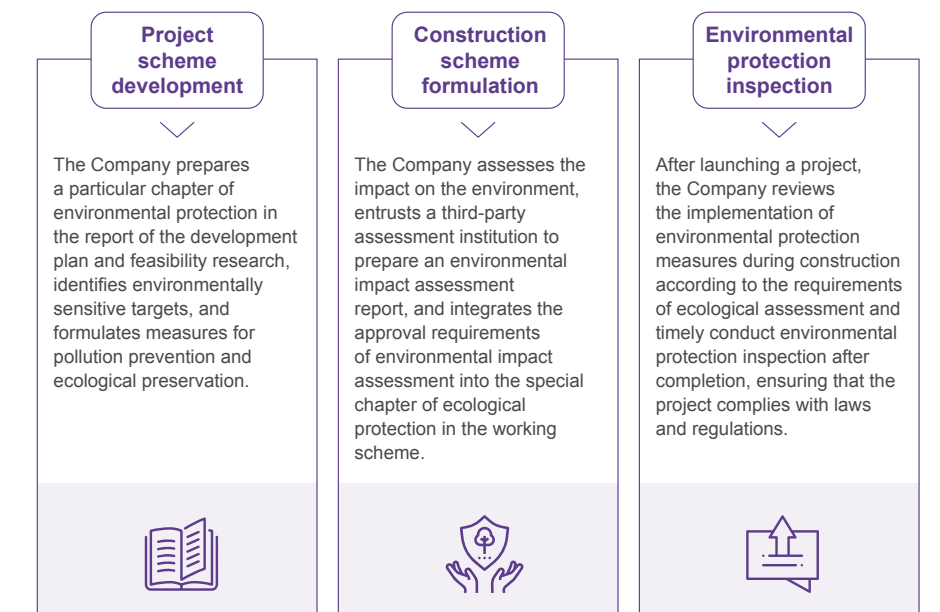 Project
scheme
development
The Company prepares
a particular chapter of
environmental protection in
the report of the development
plan and feasibility research,
identifies environmentally
sensitive targets, and
formulates measures for
pollution prevention and
ecological preservation.
Construction
scheme
formulation
The Company assesses the
impact on the environment,
entrusts a third-party
assessment institution to
prepare an environmental
impact assessment
report, and integrates the
approval requirements
of environmental impact
assessment into the special
chapter of ecological
protection in the working
scheme.
Environmental
protection
inspection
After launching a project,
the Company reviews
the implementation of
environmental protection
measures during construction
according to the requirements
of ecological assessment and
timely conduct environmental
protection inspection after
completion, ensuring that the
project complies with laws
and regulations.